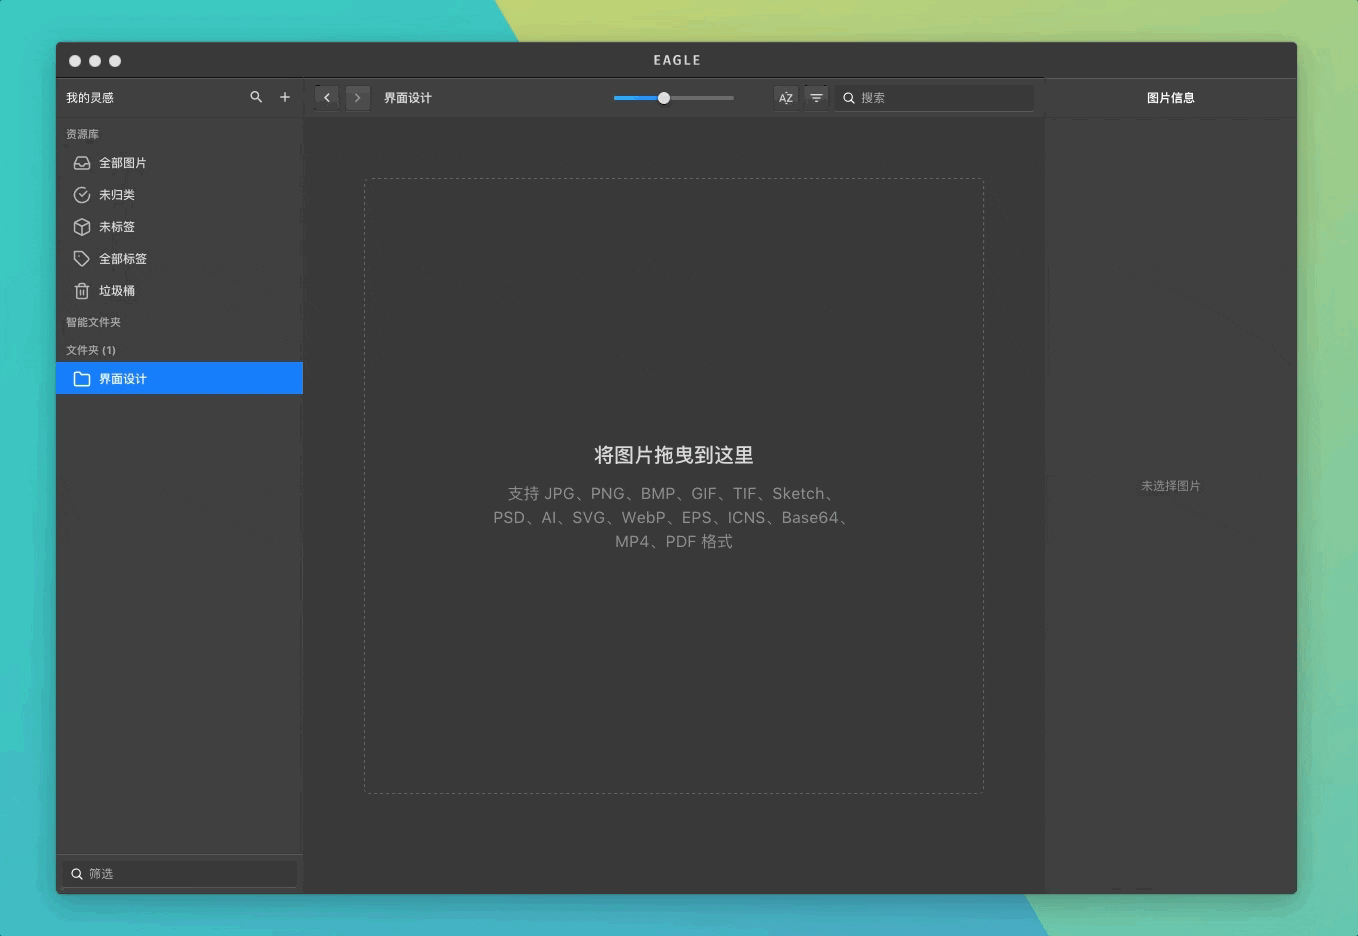 EAGLE
我的灵感
资源库
全部图片
未归类
未标签
全部标签
垃圾桶
智能文件夹
文件夹 (1)
界面设计
筛选
界面设计
AZ
搜索
将图片拖曳到这里
支持 JPG、PNG、BMP、GIF、TIF、Sketch、
PSD、AI、SVG、WebP、EPS、ICNS、Base64、
MP4、PDF 格式
图片信息
未选择图片